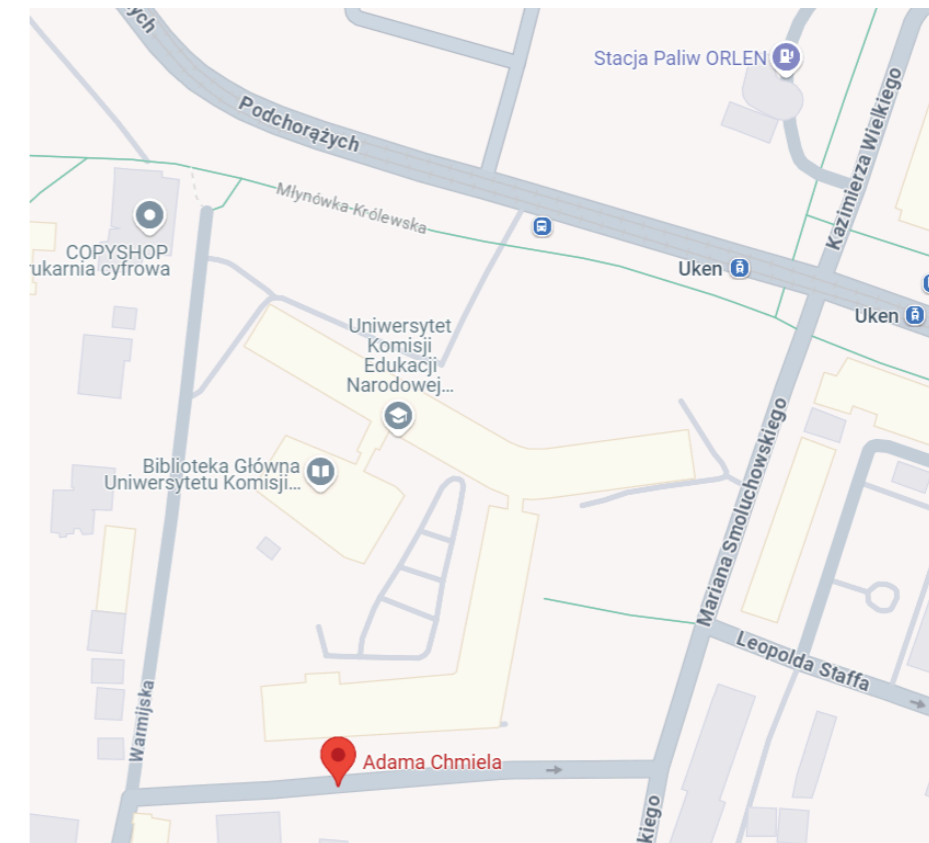 ych
Stacja Paliw ORLEN
Podchorążych
Kazimierza Wielkiego
Młynówka Królewska
COPYSHOP
rukarnia cyfrowa
Uken
Uken
Uniwersytet
Komisji
Edukacji
Narodowej...
Biblioteka Główna
Uniwersytetu Komisji...
Mariana Smoluchowskiego
Leopolda Staffa
Warmijska
Adama Chmiela
kiego